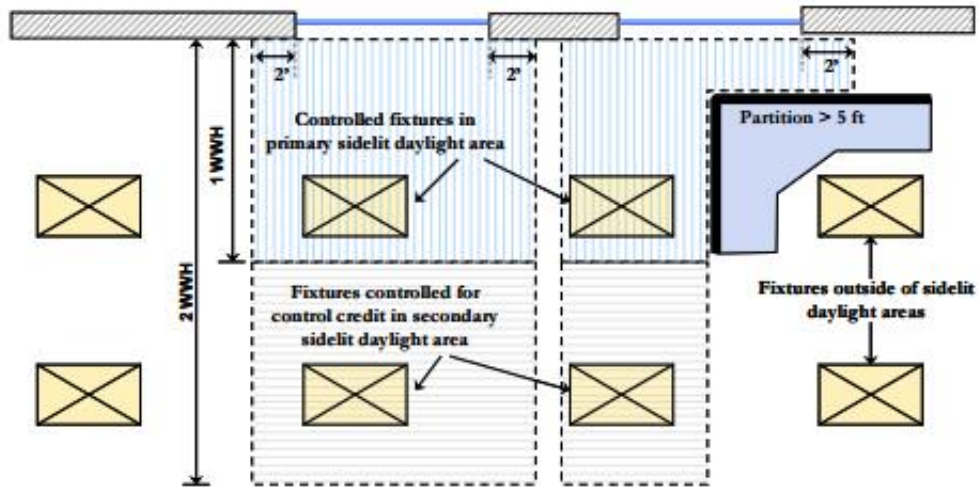 2’
2’
2’
Partition > 5 ft
Controlled fixtures in
primary sidelit daylight
area
1 WWH
2 WWH
Fixtures outside of sidelit
daylight areas
Fixtures controlled for
control credit in secondary
sidelit daylight area